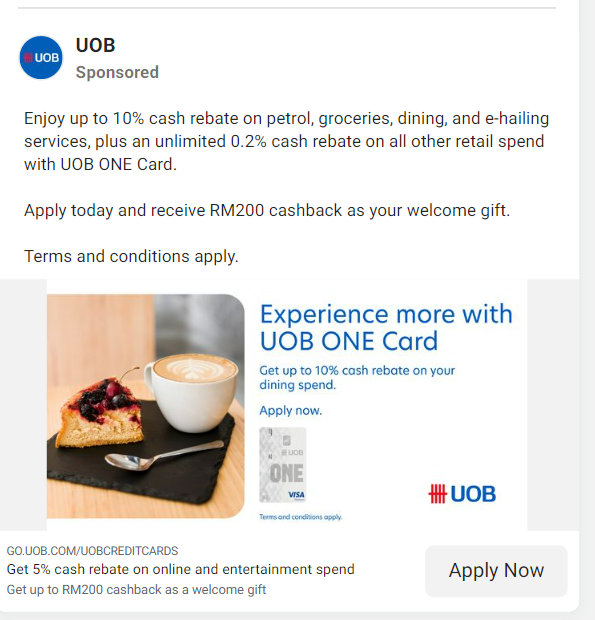 UOB
UOB
Sponsored
Enjoy up to 10% cash rebate on petrol, groceries, dining, and e-hailing
services, plus an unlimited 0.2% cash rebate on all other retail spend
with UOB ONE Card.
Apply today and receive RM200 cashback as your welcome gift.
Terms and conditions apply.
Experience more with
UOB ONE Card
Get up to 10% cash rebate on your
dining spend.
Apply now.
UOB
ONE
VISA
UOB
Terms and conditions apply.
GO.UOB.COM/UOBCREDITCARDS
Get 5% cash rebate on online and entertainment spend
Get up to RM200 cashback as a welcome gift
Apply Now